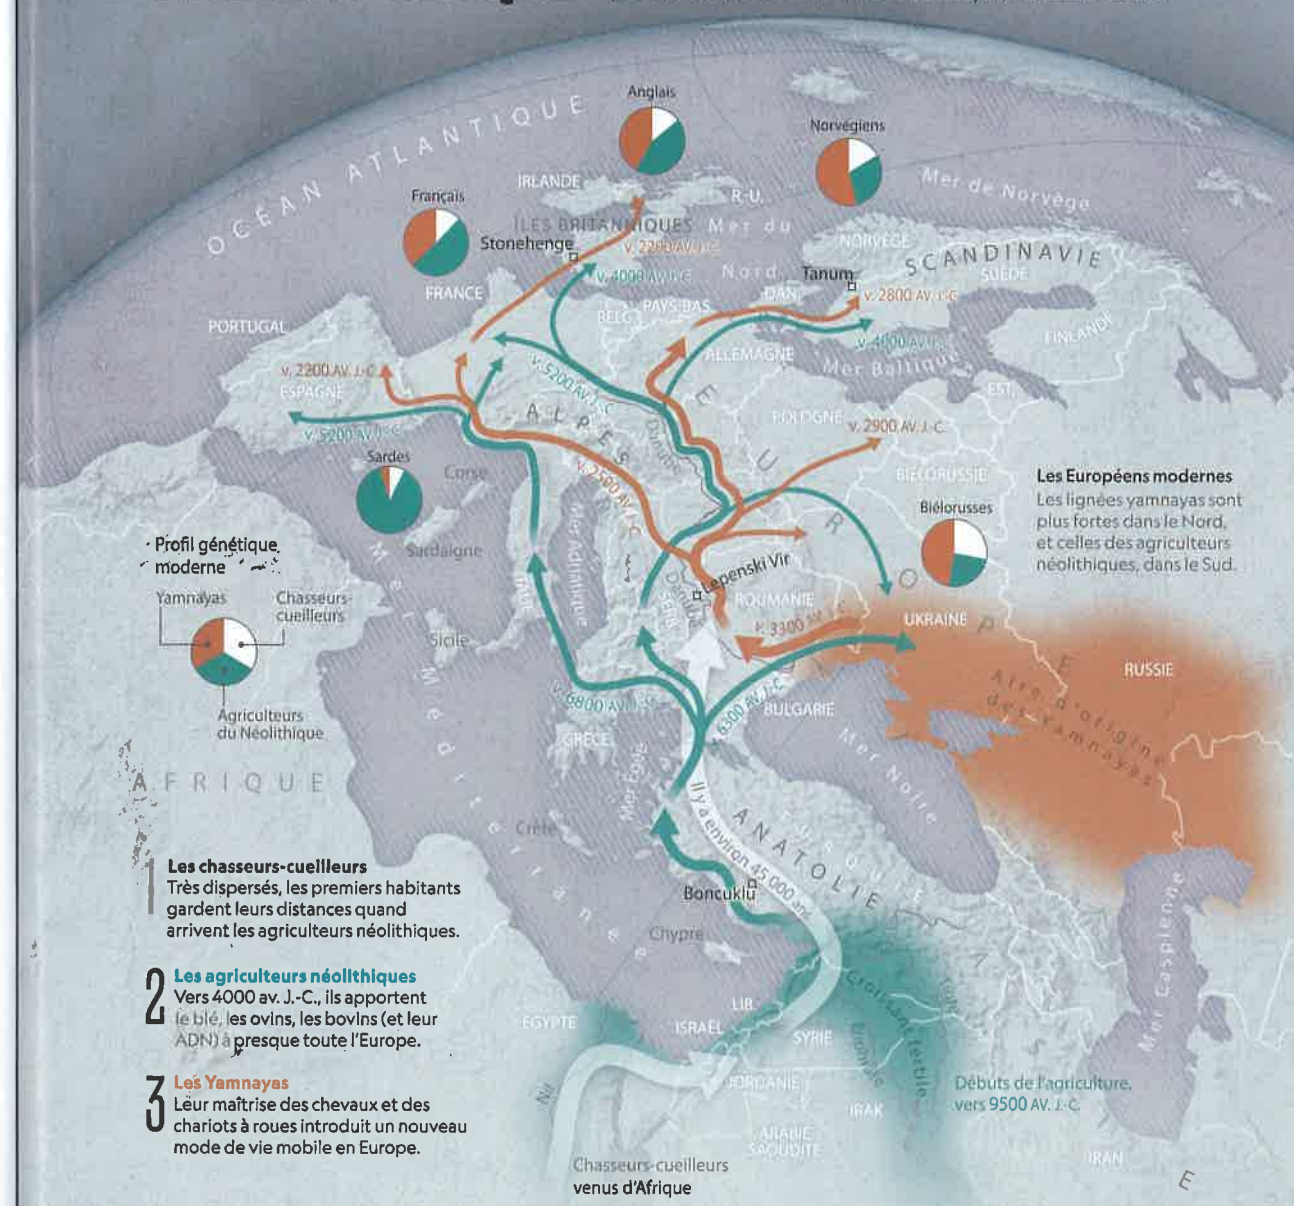 Anglais
Norvégiens
OCÉAN ATLANTIQUE
IRLANDE
R-U.
Mer de Norvège
Français
ÎLES BRITANNIQUES
Stonehenge
v. 2200 AV. J.-C.
Mer du Nord
NORVÈGE
SCANDINAVIE
SUÈDE
v. 4000 AV. J.-C.
Tanum
FRANCE
BELG.
PAYS-BAS
DAN.
v. 2800 AV. J.-C.
PORTUGAL
v. 4000 AV. J.-C.
FINLANDE
ALLEMAGNE
Mer Baltique
v. 2200 AV. J.-C.
ESPAGNE
v. 5200 AV. J.-C.
EST.
ALPES
EUROPE
POLOGNE
v. 2900 AV. J.-C.
v. 5200 AV. J.-C.
Danube
BIÉLORUSSIE
Sardes
Corse
v. 2500 AV. J.-C.
Les Européens modernes
Les lignées yamnayas sont
plus fortes dans le Nord,
et celles des agriculteurs
néolithiques, dans le Sud.
Biélorusses
Profil génétique
moderne
Sardaigne
Mer Adriatique
ITALIE
Lepenski Vir
Danube
SERB.
ROUMANIE
Yamnayas
Chasseurs-
cueilleurs
UKRAINE
v. 3300 AV. J.-C.
Sicile
RUSSIE
Aire d'origine
des Yamnayas
v. 6800 AV. J.-C.
v. 6300 AV. J.-C.
BULGARIE
Agriculteurs
du Néolithique
GRÈCE
Mer Noire
Mer Égée
AFRIQUE
Mer Méditerranée
Crète
ANATOLIE
TURQUIE
Il y a environ 45 000 ans
1
Les chasseurs-cueilleurs
Très dispersés, les premiers habitants
gardent leurs distances quand
arrivent les agriculteurs néolithiques.
Boncuklu
Chypre
Mer Caspienne
2
Les agriculteurs néolithiques
Vers 4000 av. J.-C., ils apportent
le blé, les ovins, les bovins (et leur
ADN) à presque toute l'Europe.
Croissant fertile
LIB.
ÉGYPTE
ISRAËL
SYRIE
3
Les Yamnayas
Leur maîtrise des chevaux et des
chariots à roues introduit un nouveau
mode de vie mobile en Europe.
Nil
JORDANIE
Débuts de l'agriculture,
vers 9500 AV. J.-C.
IRAK
ARABIE
SAOUDITE
IRAN
Chasseurs-cueilleurs
venus d'Afrique